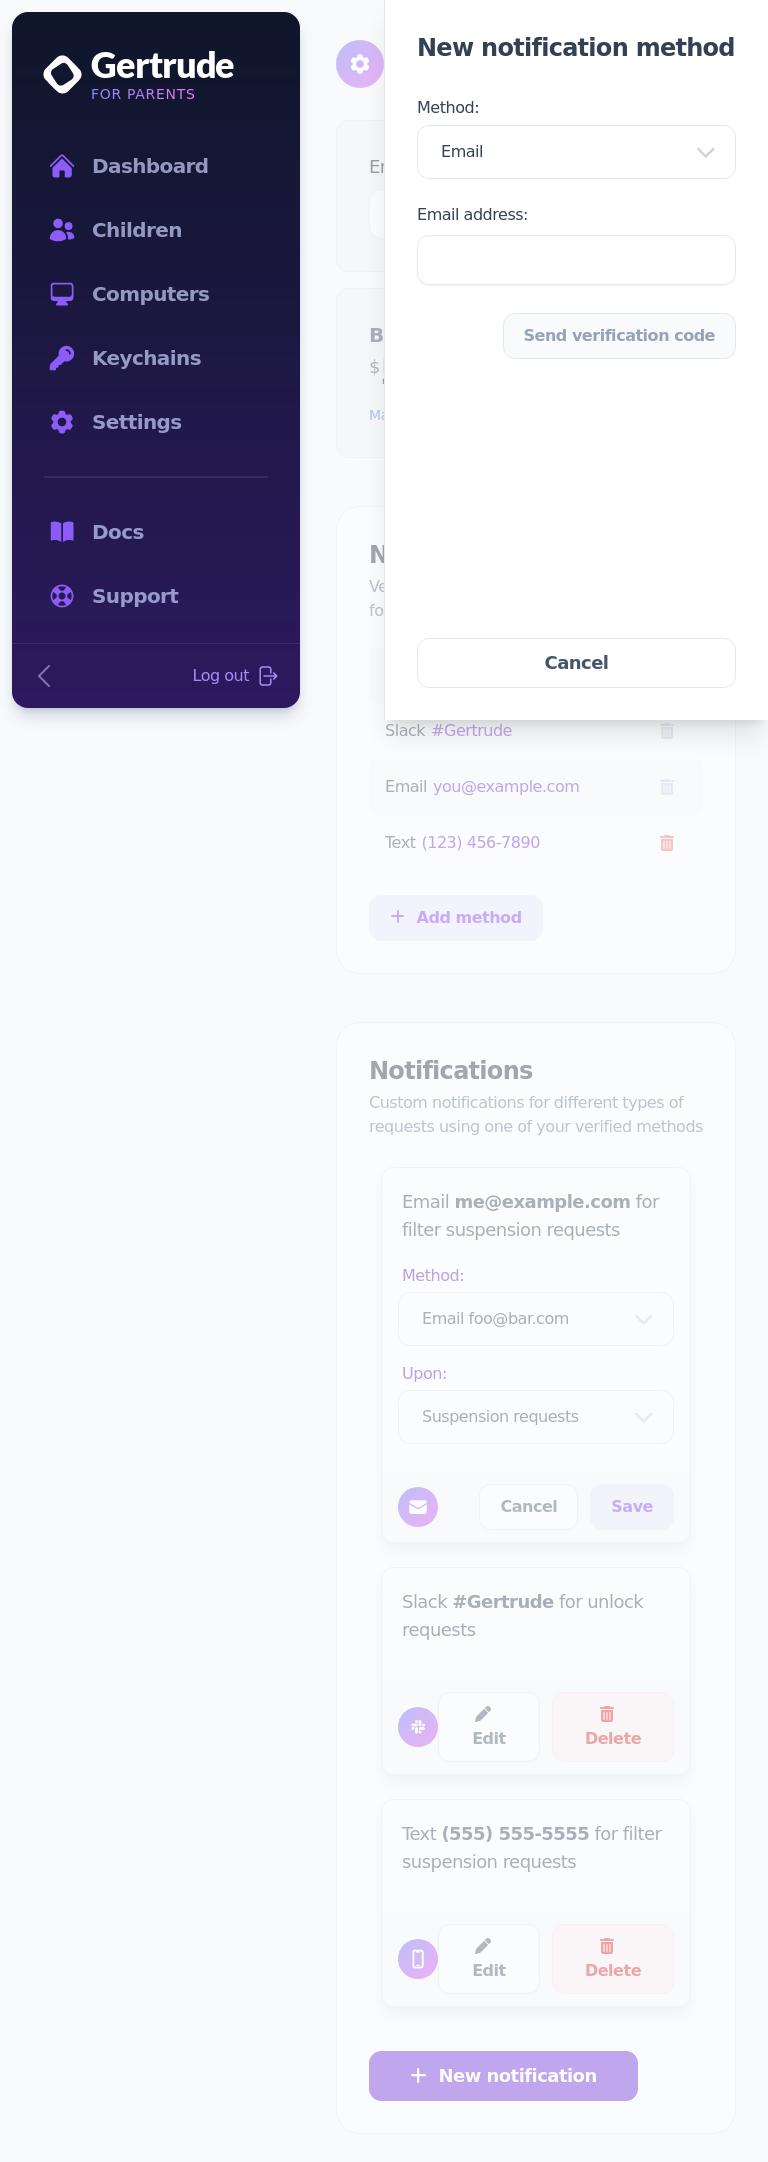 Gertrude
FOR PARENTS
Dashboard
Children
Computers
Keychains
Settings
Docs
Support
Log out
New notification method
Method:
Email
Email address:
Send verification code
Cancel
$
Slack #Gertrude
Email you@example.com
Text (123) 456-7890
Add method
Notifications
Custom notifications for different types of
requests using one of your verified methods
Email me@example.com for
filter suspension requests
Method:
Email foo@bar.com
Upon:
Suspension requests
Cancel
Save
Slack #Gertrude for unlock
requests
Edit
Delete
Text (555) 555-5555 for filter
suspension requests
Edit
Delete
New notification